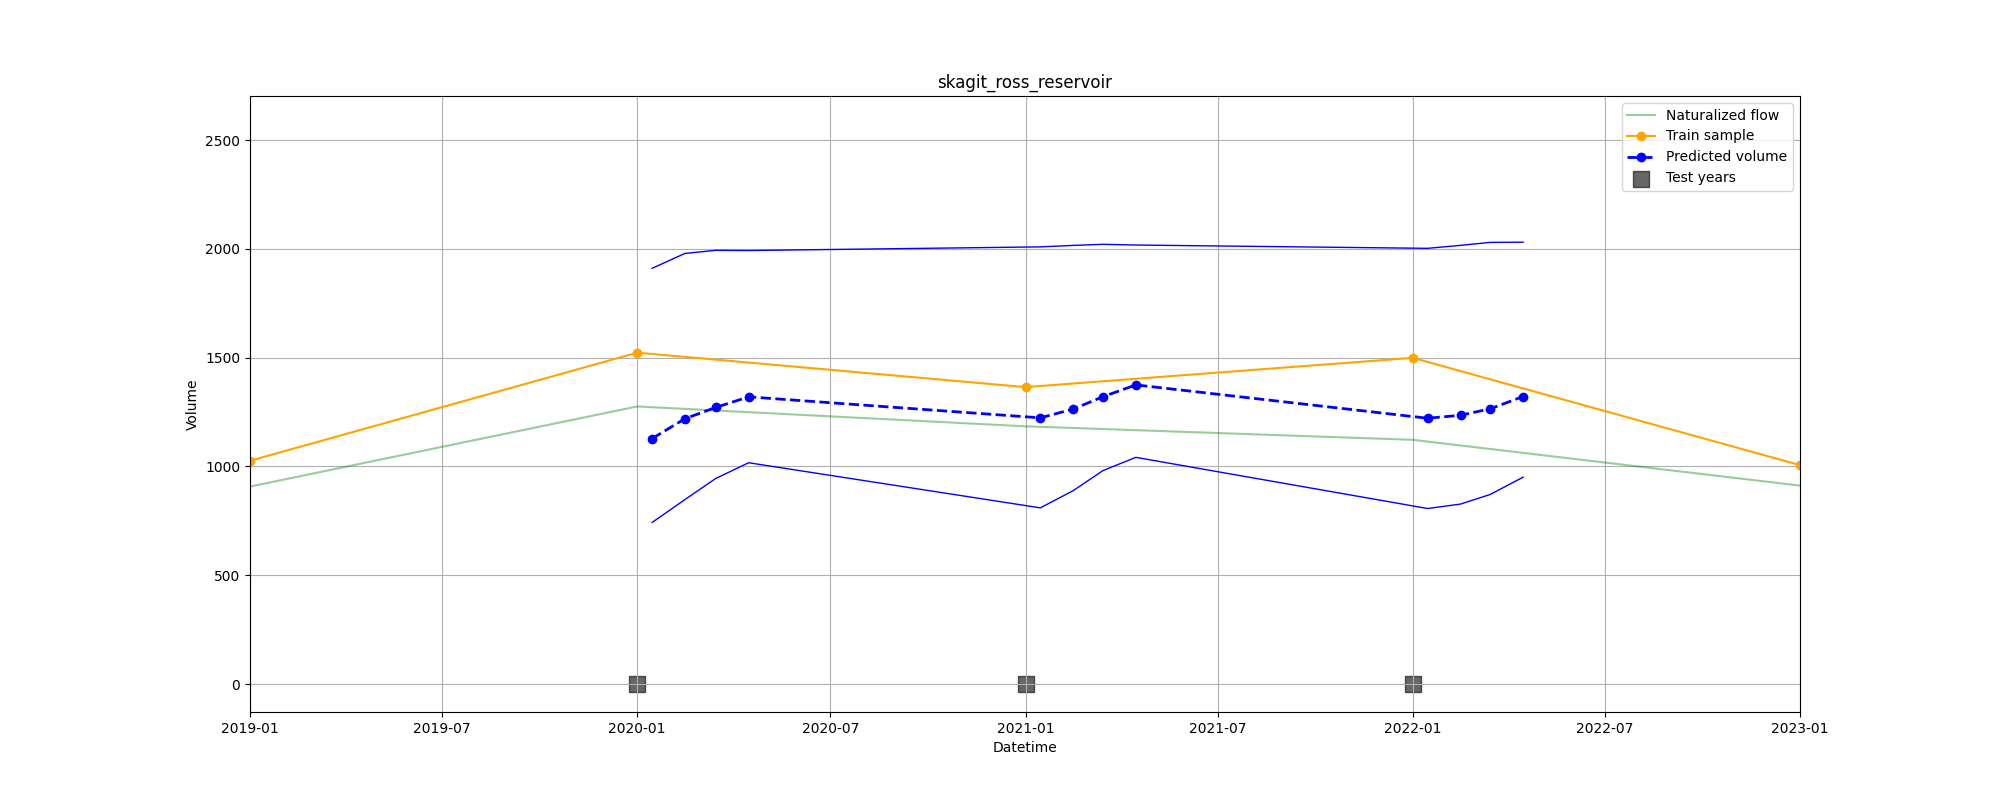 skagit_ross_reservoir
Naturalized flow
Train sample
Predicted volume
Test years
2500
2000
1500
1000
500
0
Volume
2019-01 2019-07 2020-01 2020-07 2021-01 2021-07 2022-01 2022-07 2023-01
Datetime